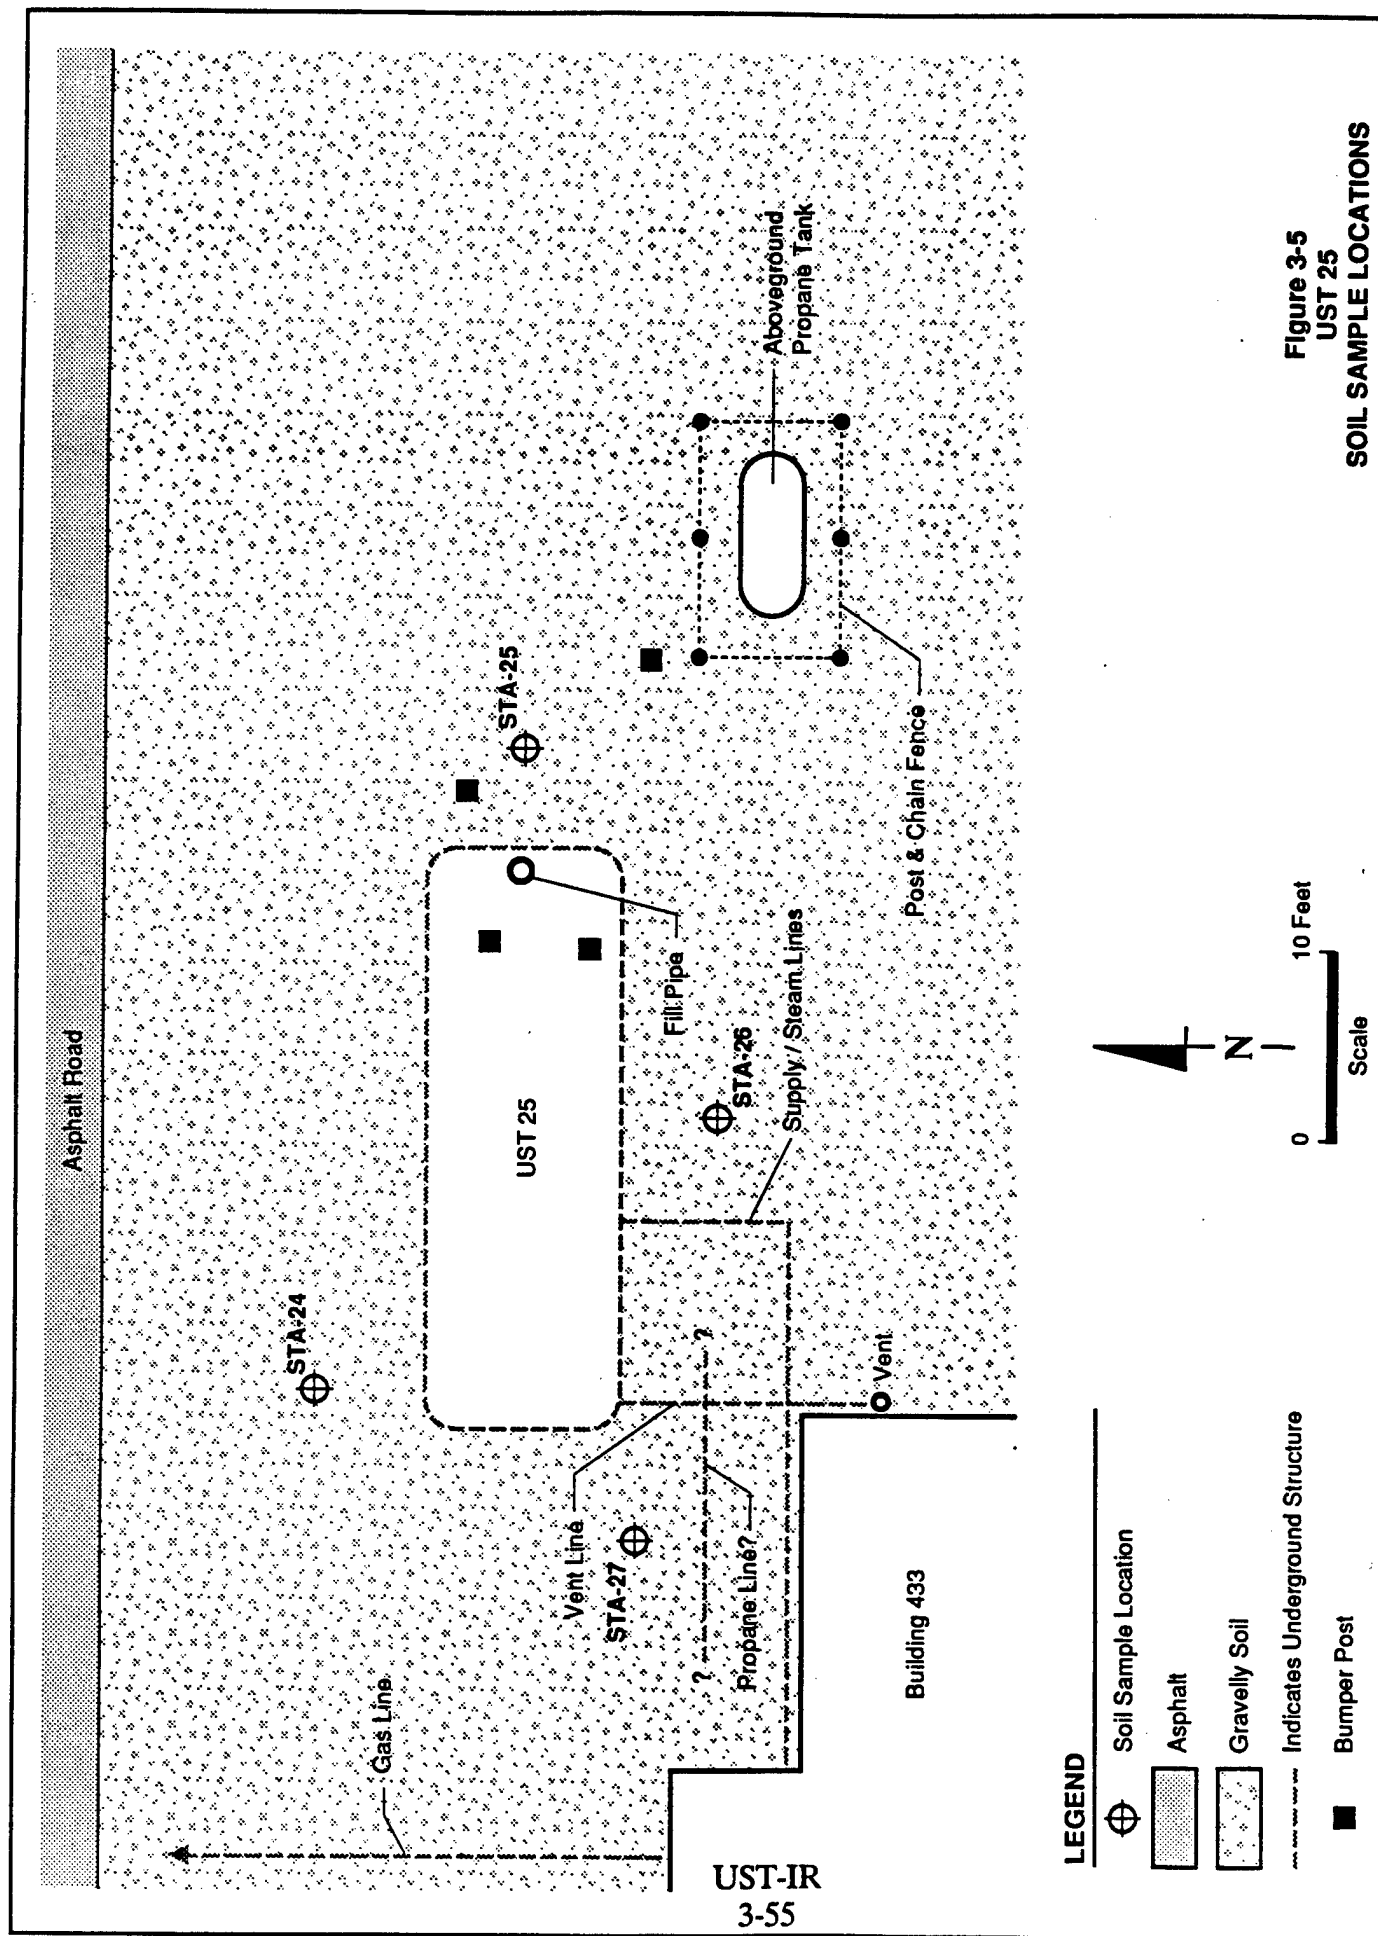 Asphalt Road
STA-24
STA-25
UST 25
Gas Line
Vent Line
STA-27
Fill Pipe
STA-26
Aboveground
Propane Tank
?
?
Propane Line?
Supply / Steam Lines
Vent
Post & Chain Fence
Building 433
LEGEND
Soil Sample Location
Asphalt
Gravelly Soil
Indicates Underground Structure
Bumper Post
N
0
10 Feet
Scale
Figure 3-5
UST 25
SOIL SAMPLE LOCATIONS
UST-IR
3-55